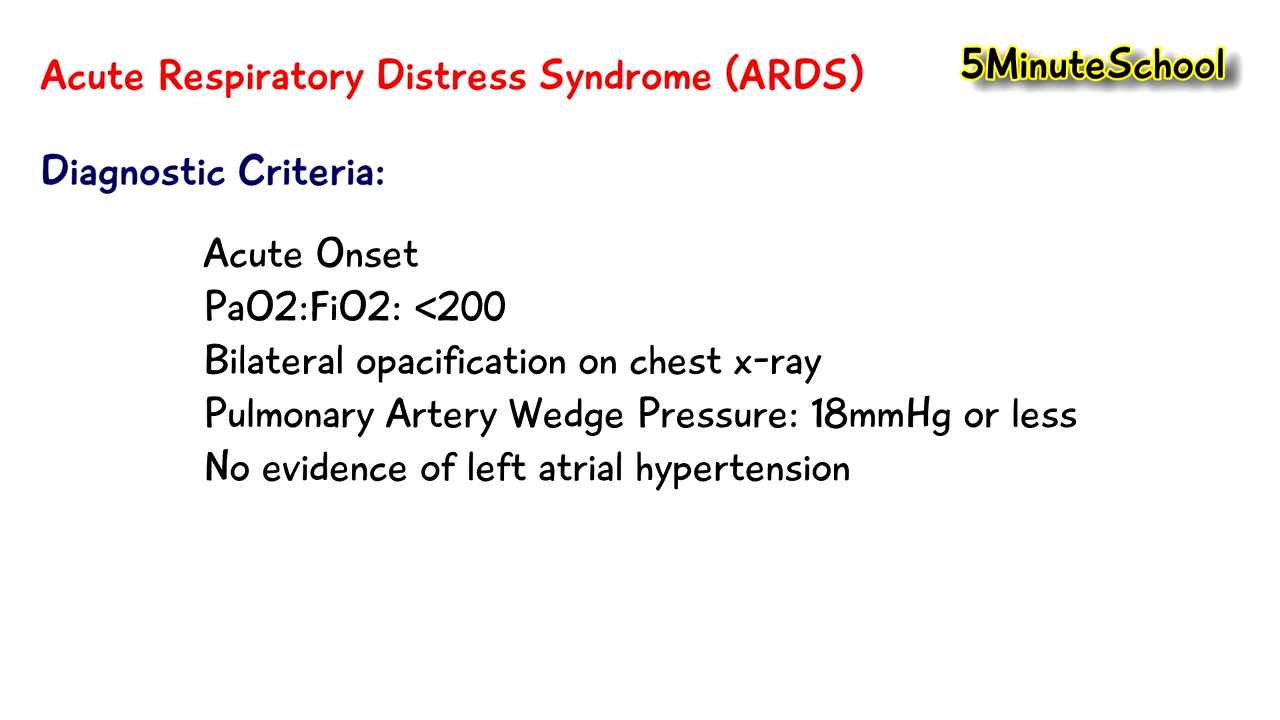 Acute Respiratory Distress Syndrome (ARDS)
5MinuteSchool
Diagnostic Criteria:
Acute Onset
PaO2:FiO2: <200
Bilateral opacification on chest x-ray
Pulmonary Artery Wedge Pressure: 18mmHg or less
No evidence of left atrial hypertension